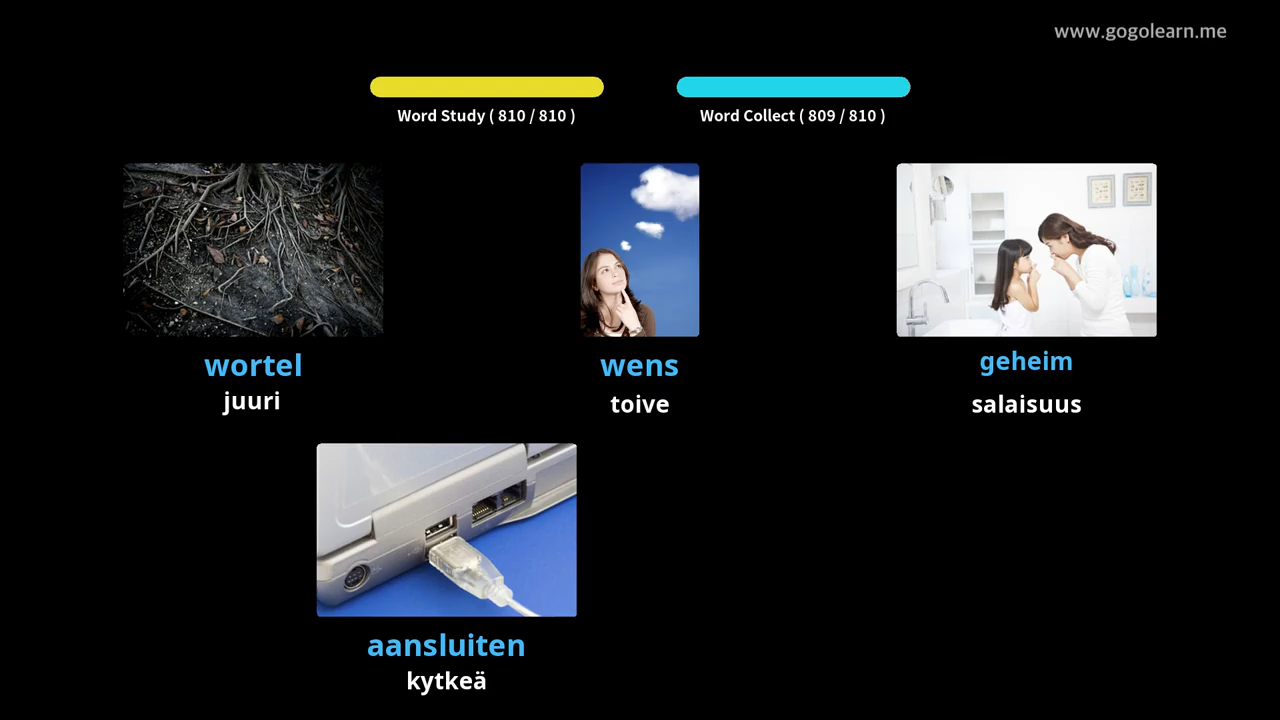 www.gogolearn.me
Word Study ( 810 / 810 )
Word Collect ( 809 / 810 )
wortel
juuri
wens
toive
geheim
salaisuus
aansluiten
kytkeä